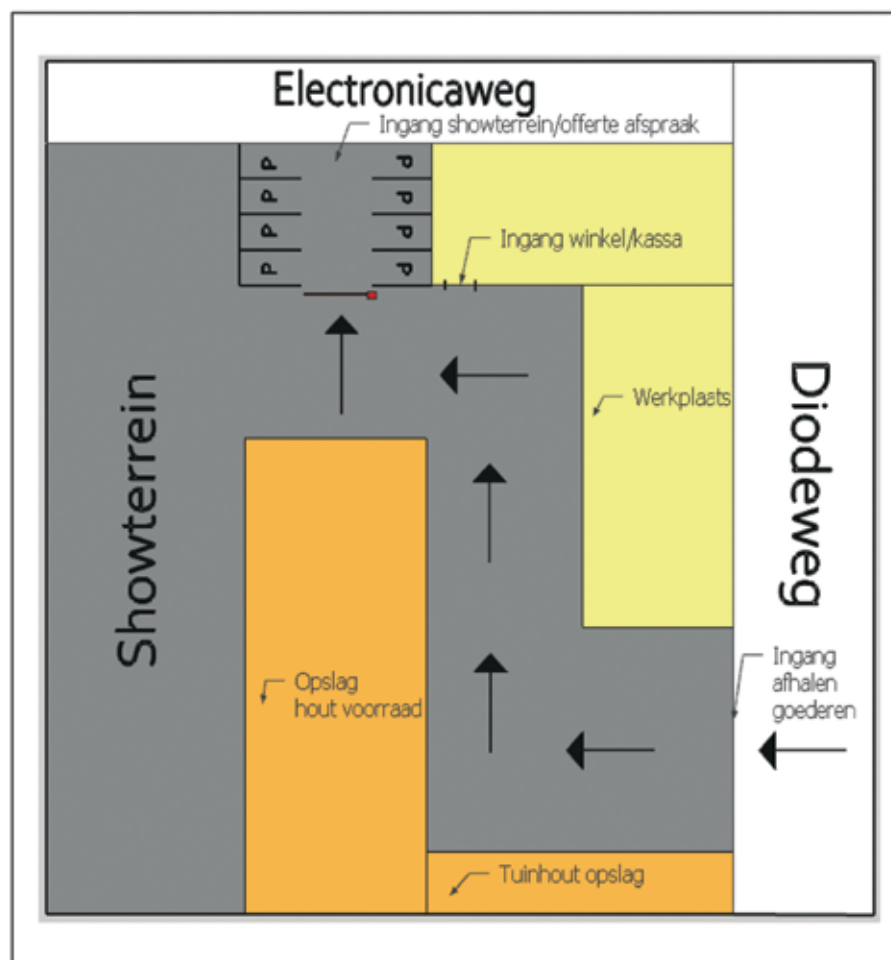 Electronicaweg
Ingang showterrein/offerte afspraak
P P
P P
P P
P P
Ingang winkel/kassa
Werkplaats
Diodeweg
Showterrein
Opslag
hout voorraad
Ingang
afhalen
goederen
Tuinhout opslag